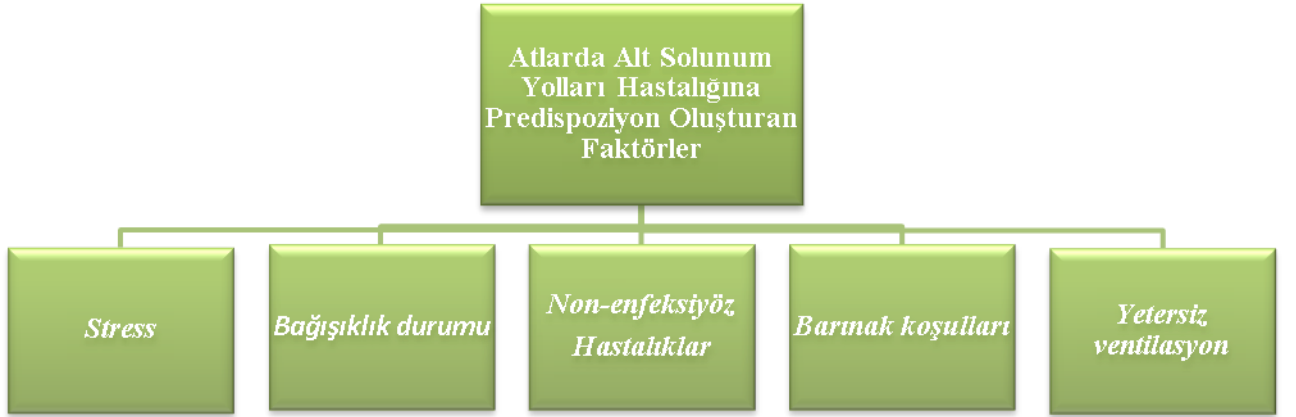 Atlarda Alt Solunum
Yolları Hastalığına
Predispoziyon Oluşturan
Faktörler
Stress
Bağışıklık durumu
Non-enfeksiyöz
Hastalıklar
Barınak koşulları
Yetersiz
ventilasyon